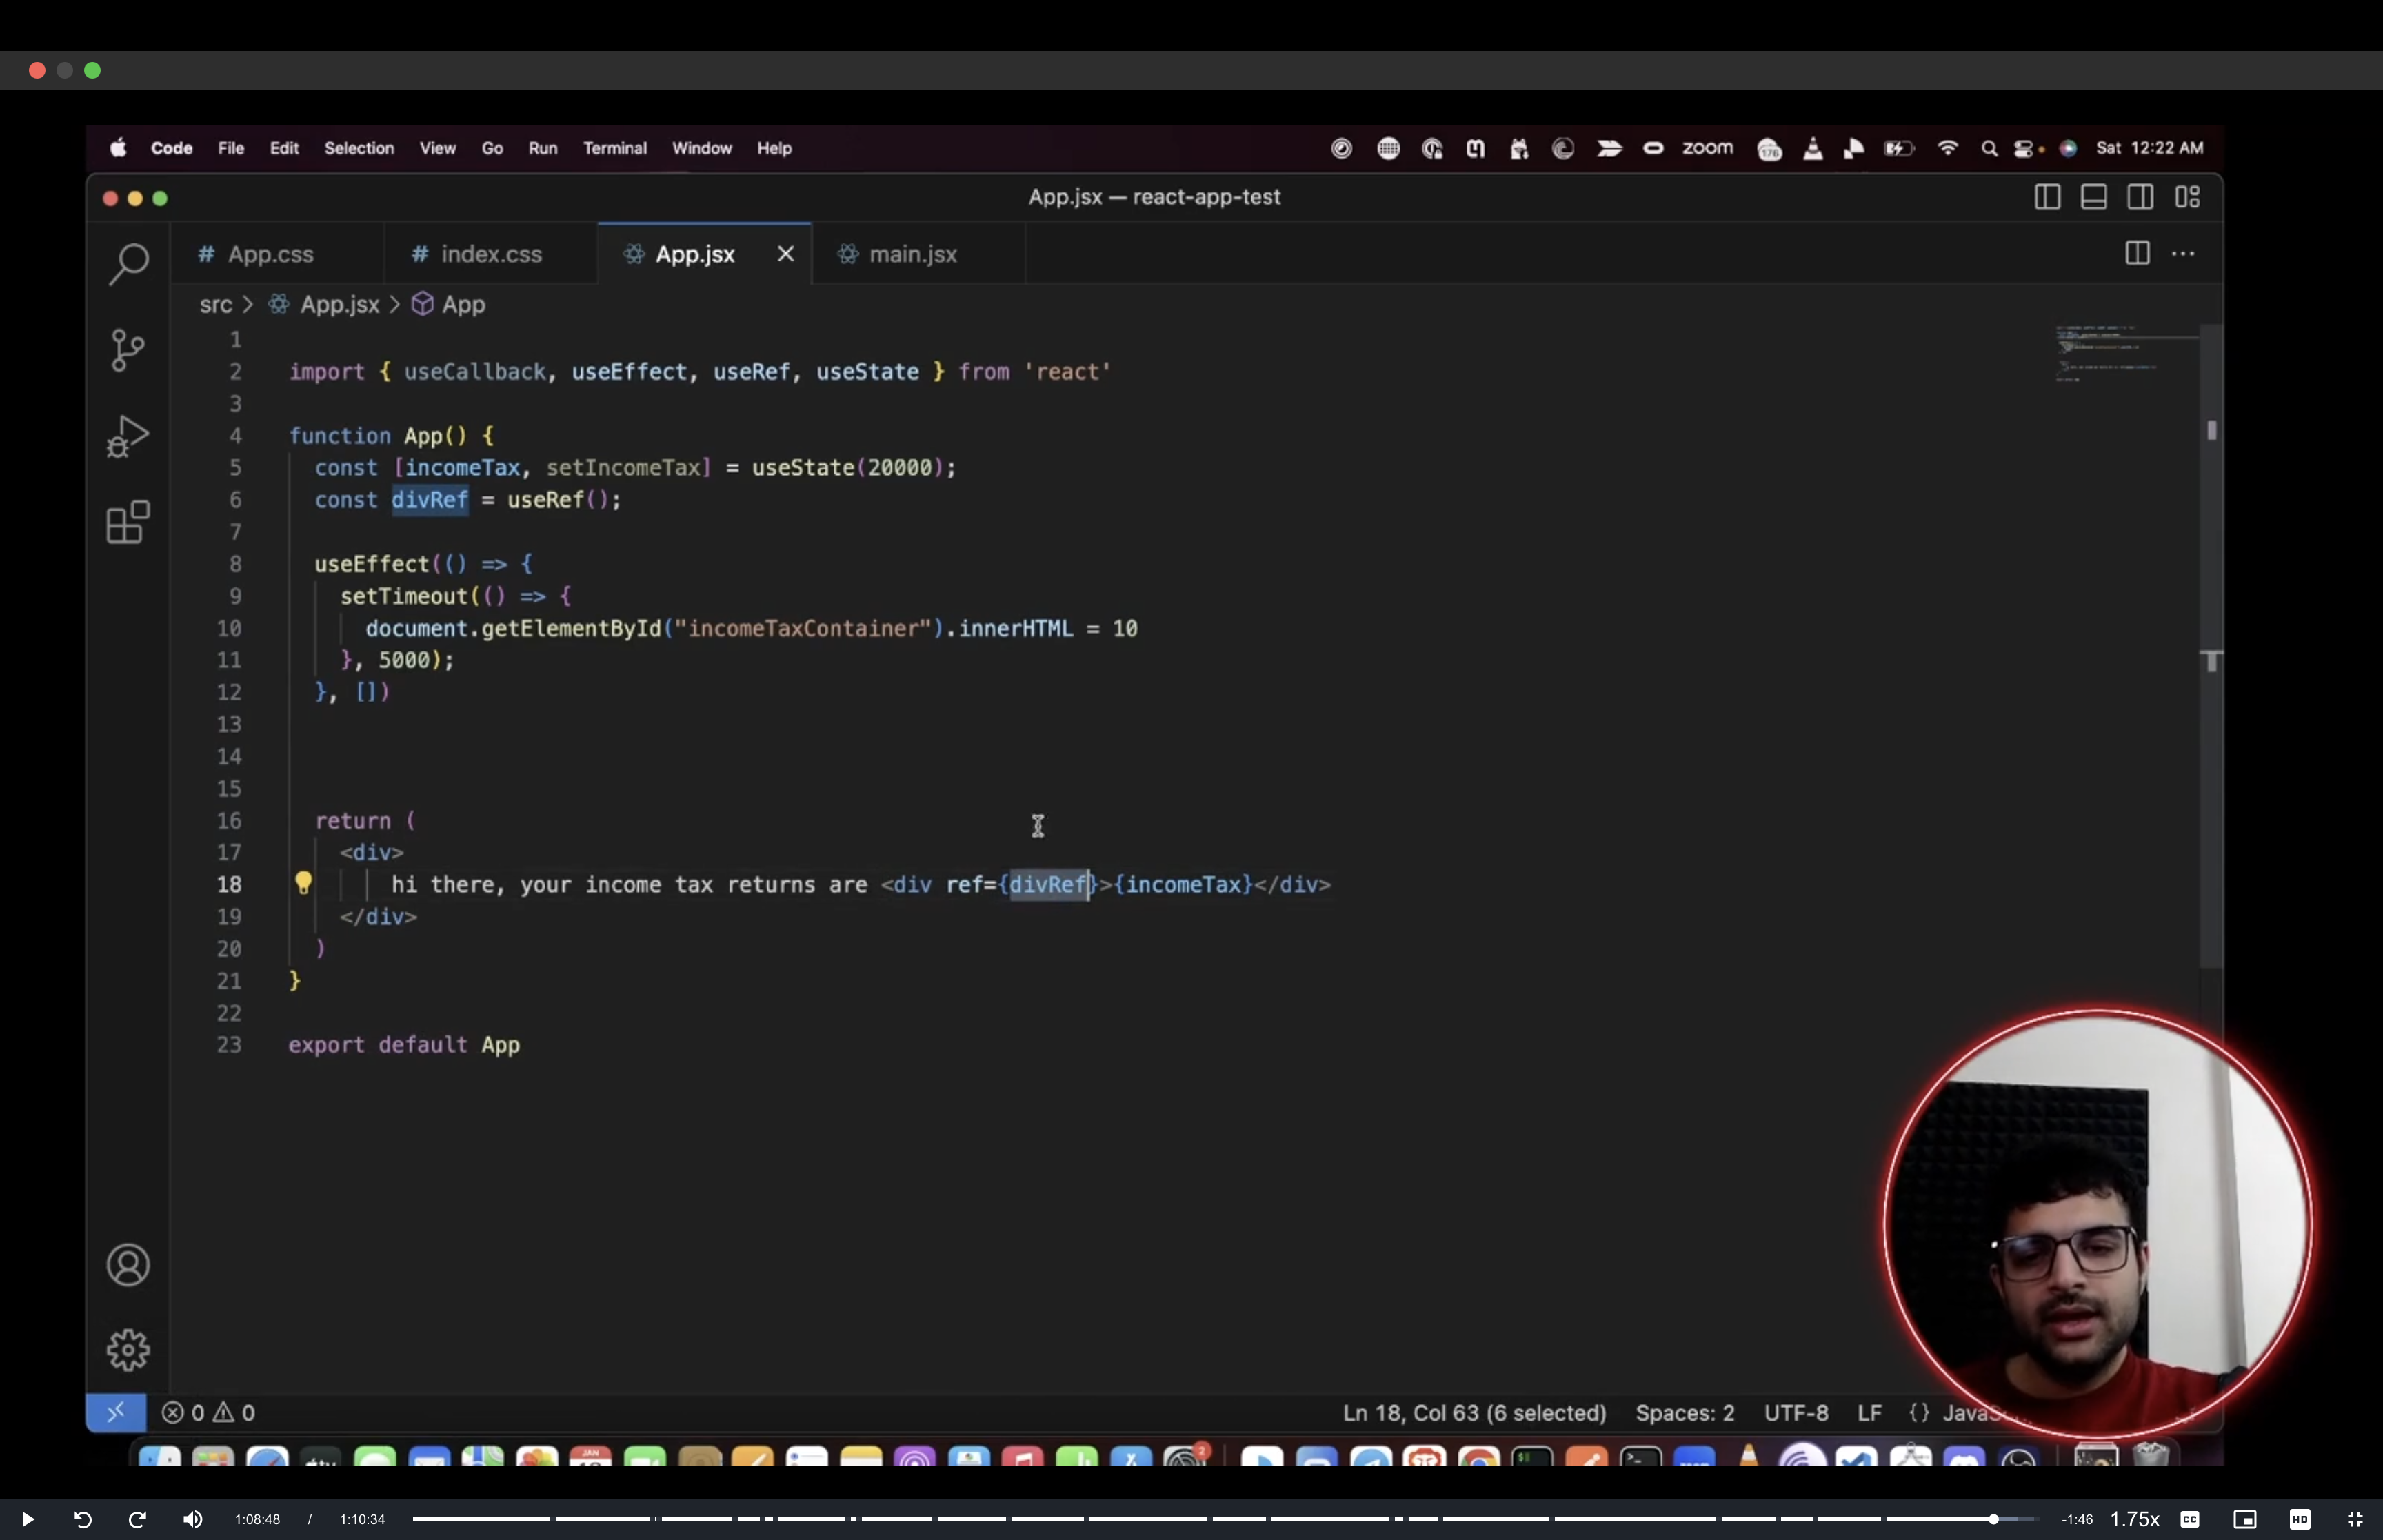 Code File Edit Selection View Go Run Terminal Window Help zoom 176 Sat 12:22 AM
App.jsx — react-app-test
# App.css # index.css App.jsx main.jsx
src > App.jsx > App
1
2 import { useCallback, useEffect, useRef, useState } from 'react'
3
4 function App() {
5 const [incomeTax, setIncomeTax] = useState(20000);
6 const divRef = useRef();
7
8 useEffect(() => {
9 setTimeout(() => {
10 document.getElementById("incomeTaxContainer").innerHTML = 10
11 }, 5000);
12 }, [])
13
14
15
16 return (
17 <div>
18 hi there, your income tax returns are <div ref={divRef}>{incomeTax}</div>
19 </div>
20 )
21 }
22
23 export default App
0 0 Ln 18, Col 63 (6 selected) Spaces: 2 UTF-8 LF {}
JAN 2
1:08:48 / 1:10:34 -1:46 1.75x CC HD